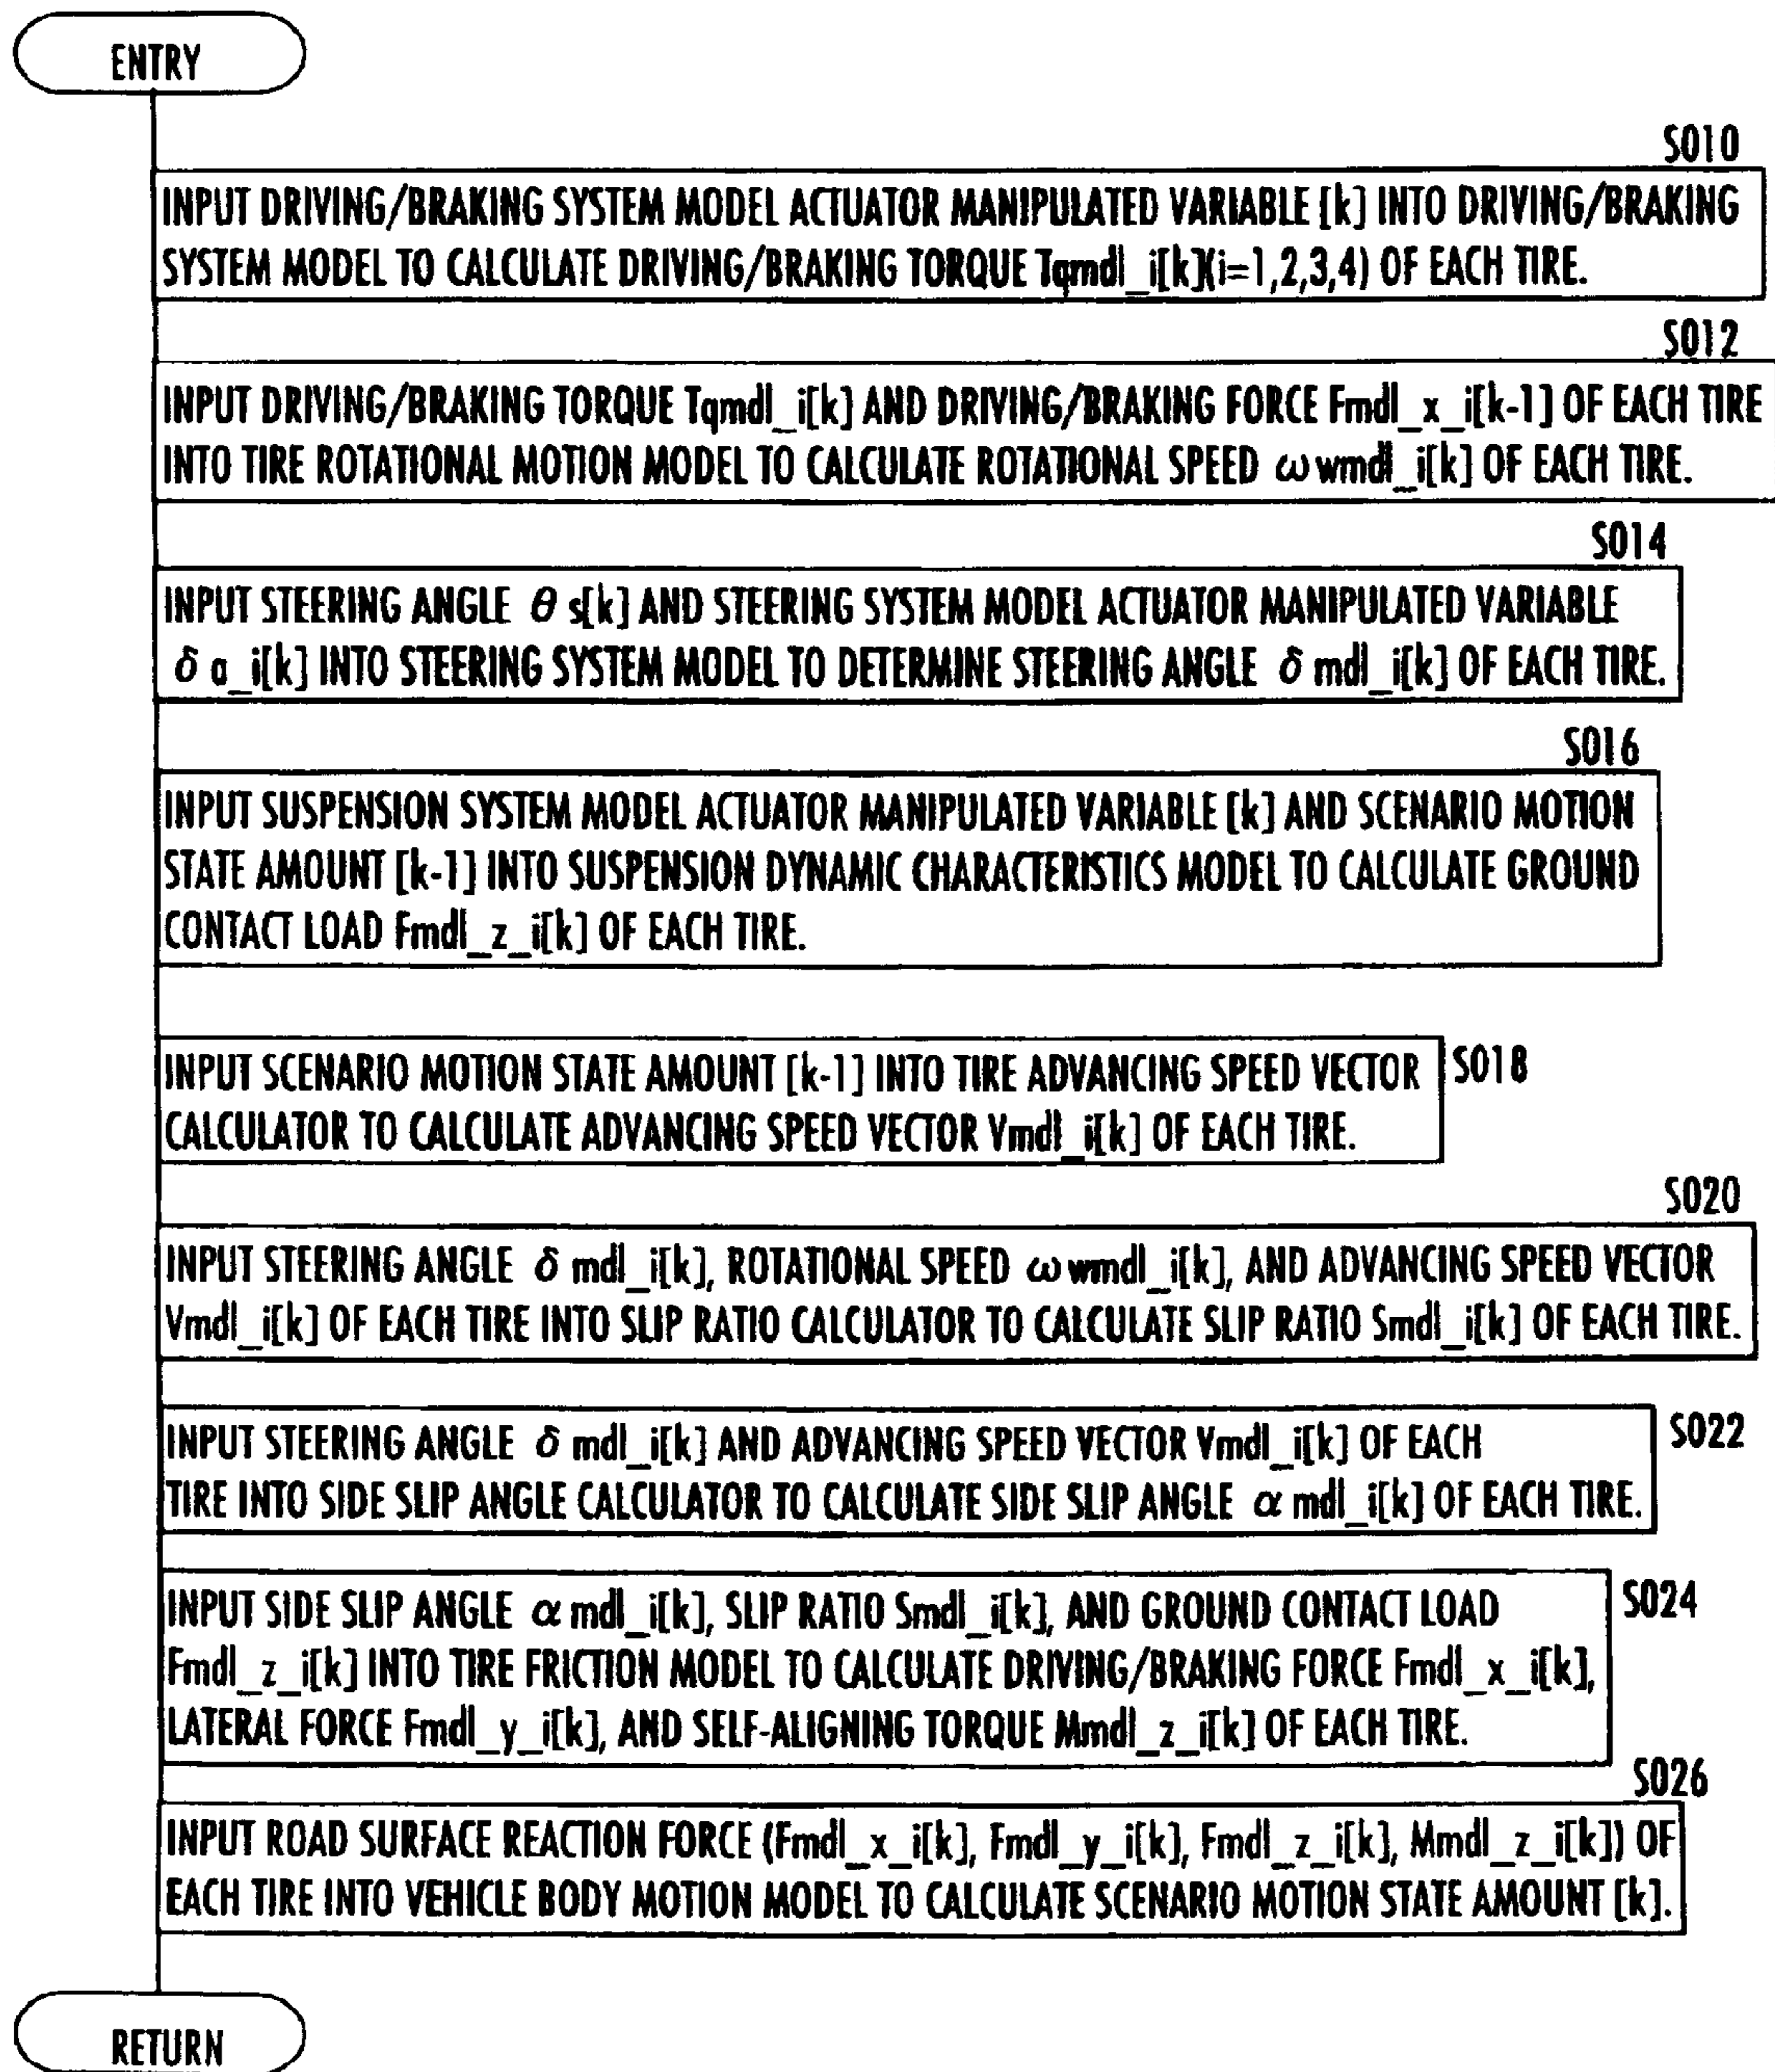 ENTRY
S010
INPUT DRIVING/BRAKING SYSTEM MODEL ACTUATOR MANIPULATED VARIABLE [k] INTO DRIVING/BRAKING
SYSTEM MODEL TO CALCULATE DRIVING/BRAKING TORQUE Tqmdl_i[k](i=1,2,3,4) OF EACH TIRE.
S012
INPUT DRIVING/BRAKING TORQUE Tqmdl_i[k] AND DRIVING/BRAKING FORCE Fmdl_x_i[k-1] OF EACH TIRE
INTO TIRE ROTATIONAL MOTION MODEL TO CALCULATE ROTATIONAL SPEED ω wmdl_i[k] OF EACH TIRE.
S014
INPUT STEERING ANGLE θ s[k] AND STEERING SYSTEM MODEL ACTUATOR MANIPULATED VARIABLE
δ a_i[k] INTO STEERING SYSTEM MODEL TO DETERMINE STEERING ANGLE δ mdl_i[k] OF EACH TIRE.
S016
INPUT SUSPENSION SYSTEM MODEL ACTUATOR MANIPULATED VARIABLE [k] AND SCENARIO MOTION
STATE AMOUNT [k-1] INTO SUSPENSION DYNAMIC CHARACTERISTICS MODEL TO CALCULATE GROUND
CONTACT LOAD Fmdl_z_i[k] OF EACH TIRE.
S018
INPUT SCENARIO MOTION STATE AMOUNT [k-1] INTO TIRE ADVANCING SPEED VECTOR
CALCULATOR TO CALCULATE ADVANCING SPEED VECTOR Vmdl_i[k] OF EACH TIRE.
S020
INPUT STEERING ANGLE δ mdl_i[k], ROTATIONAL SPEED ω wmdl_i[k], AND ADVANCING SPEED VECTOR
Vmdl_i[k] OF EACH TIRE INTO SLIP RATIO CALCULATOR TO CALCULATE SLIP RATIO Smdl_i[k] OF EACH TIRE.
S022
INPUT STEERING ANGLE δ mdl_i[k] AND ADVANCING SPEED VECTOR Vmdl_i[k] OF EACH
TIRE INTO SIDE SLIP ANGLE CALCULATOR TO CALCULATE SIDE SLIP ANGLE α mdl_i[k] OF EACH TIRE.
S024
INPUT SIDE SLIP ANGLE α mdl_i[k], SLIP RATIO Smdl_i[k], AND GROUND CONTACT LOAD
Fmdl_z_i[k] INTO TIRE FRICTION MODEL TO CALCULATE DRIVING/BRAKING FORCE Fmdl_x_i[k],
LATERAL FORCE Fmdl_y_i[k], AND SELF-ALIGNING TORQUE Mmdl_z_i[k] OF EACH TIRE.
S026
INPUT ROAD SURFACE REACTION FORCE (Fmdl_x_i[k], Fmdl_y_i[k], Fmdl_z_i[k], Mmdl_z_i[k]) OF
EACH TIRE INTO VEHICLE BODY MOTION MODEL TO CALCULATE SCENARIO MOTION STATE AMOUNT [k].
RETURN